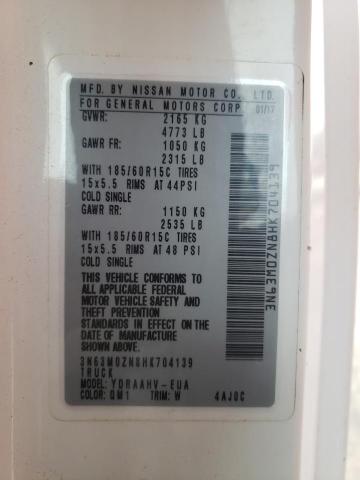 MFD. BY NISSAN MOTOR CO., LTD.
FOR GENERAL MOTORS CORP. 01/17
GVWR: 2165 KG
4773 LB
GAWR FR: 1050 KG
2315 LB
WITH 185/60R15C TIRES,
15x5.5 RIMS AT 44PSI
COLD SINGLE
GAWR RR: 1150 KG
2535 LB
WITH 185/60R15C TIRES,
15x5.5 RIMS AT 48 PSI
COLD SINGLE
THIS VEHICLE CONFORMS TO
ALL APPLICABLE FEDERAL
MOTOR VEHICLE SAFETY AND
AND THEFT PREVENTION
STANDARDS IN EFFECT ON THE
DATE OF MANUFACTURE SHOWN
ABOVE.
3N63M0ZN8HK704139
TRUCK
MODEL: YDRAAHV-EUA
COLOR: QM1 TRIM: W 4AJ0C
3N63M0ZN8HK704139